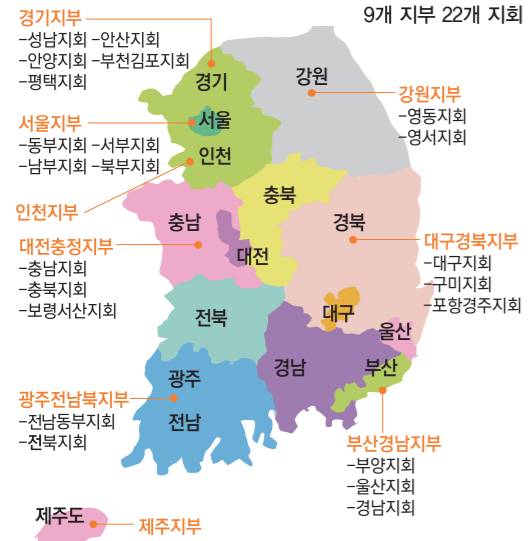 9개 지부 22개 지회
경기지부
-성남지회 -안산지회
-안양지회 -부천김포지회
-평택지회
서울지부
-동부지회 -서부지회
-남부지회 -북부지회
인천지부
대전충청지부
-충남지회
-충북지회
-보령서산지회
광주전남북지부
-전남동부지회
-전북지회
제주도
제주지부
경기
서울
인천
강원
충북
충남
대전
경북
전북
대구
울산
광주
전남
경남
부산
강원지부
-영동지회
-영서지회
대구경북지부
-대구지회
-구미지회
-포항경주지회
부산경남지부
-부양지회
-울산지회
-경남지회